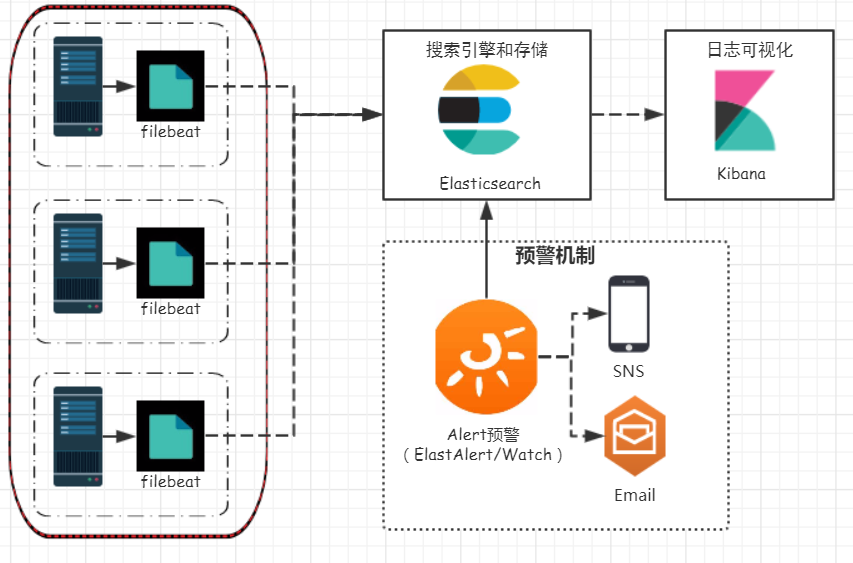 filebeat
filebeat
filebeat
搜索引擎和存储
Elasticsearch
日志可视化
Kibana
预警机制
Alert预警
( ElastAlert/Watch )
SNS
Email